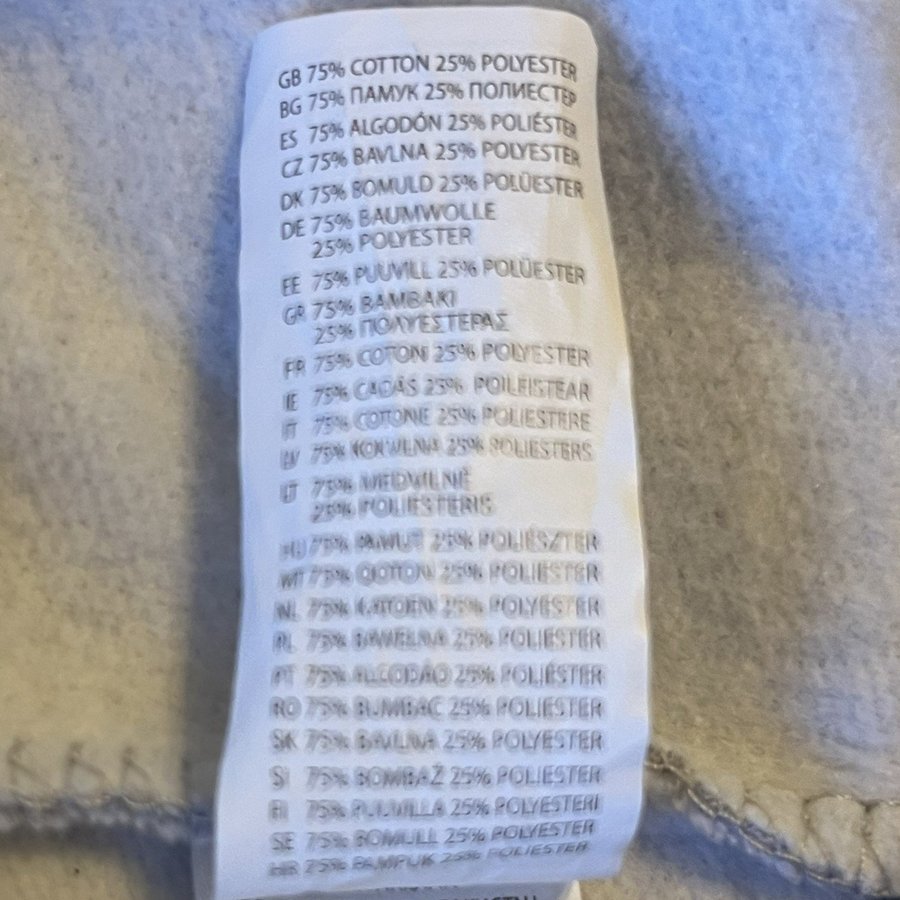 GB 75% COTTON 25% POLYESTER
BG 75% ПАМУК 25% ПОЛИЕСТЕР
ES 75% ALGODÓN 25% POLIÉSTER
CZ 75% BAVLNA 25% POLYESTER
DK 75% BOMULD 25% POLÜESTER
DE 75% BAUMWOLLE
25% POLYESTER
EE 75% PUUVILL 25% POLÜESTER
GR 75% BAMBAKI
25% ΠΟΛΥΕΣΤΕΡΑΣ
FR 75% COTON 25% POLYESTER
IE 75% CADÁS 25% POILEISTEAR
IT 75% COTONE 25% POLIESTERE
LV 75% KOKVILNA 25% POLIESTERS
LT 75% MEDVILNĖ
25% POLIESTERIS
HU 75% PAMUT 25% POLIÉSZTER
75% COTTON 25% POLIESTER
NL 75% KATOEN 25% POLYESTER
PL 75% BAWEŁNA 25% POLIESTER
PT 75% ALGODÃO 25% POLIÉSTER
RO 75% BUMBAC 25% POLIESTER
SK 75% BAVLNA 25% POLYESTER
SI 75% BOMBAŽ 25% POLIESTER
FI 75% PUUVILLA 25% POLYESTERI
SE 75% BOMULL 25% POLYESTER
HR 75% PAMPUK 25% POLIESTER